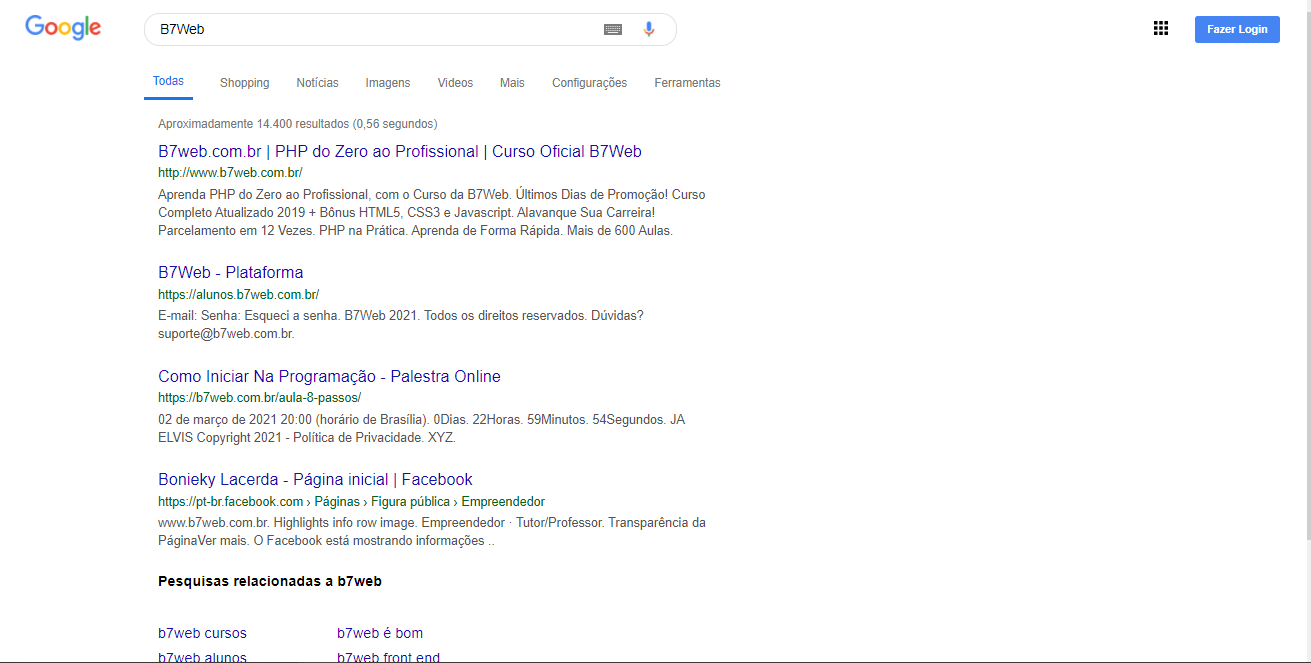 Google
B7Web
Fazer Login
Todas Shopping Notícias Imagens Videos Mais Configurações Ferramentas
Aproximadamente 14.400 resultados (0,56 segundos)
B7web.com.br | PHP do Zero ao Profissional | Curso Oficial B7Web
http://www.b7web.com.br/
Aprenda PHP do Zero ao Profissional, com o Curso da B7Web. Últimos Dias de Promoção! Curso
Completo Atualizado 2019 + Bônus HTML5, CSS3 e Javascript. Alavanque Sua Carreira!
Parcelamento em 12 Vezes. PHP na Prática. Aprenda de Forma Rápida. Mais de 600 Aulas.
B7Web - Plataforma
https://alunos.b7web.com.br/
E-mail: Senha: Esqueci a senha. B7Web 2021. Todos os direitos reservados. Dúvidas?
suporte@b7web.com.br.
Como Iniciar Na Programação - Palestra Online
https://b7web.com.br/aula-8-passos/
02 de março de 2021 20:00 (horário de Brasília). 0Dias. 22Horas. 59Minutos. 54Segundos. JA
ELVIS Copyright 2021 - Política de Privacidade. XYZ.
Bonieky Lacerda - Página inicial | Facebook
https://pt-br.facebook.com › Páginas › Figura pública › Empreendedor
www.b7web.com.br. Highlights info row image. Empreendedor · Tutor/Professor. Transparência da
PáginaVer mais. O Facebook está mostrando informações ..
Pesquisas relacionadas a b7web
b7web cursos b7web é bom
b7web alunos b7web front end